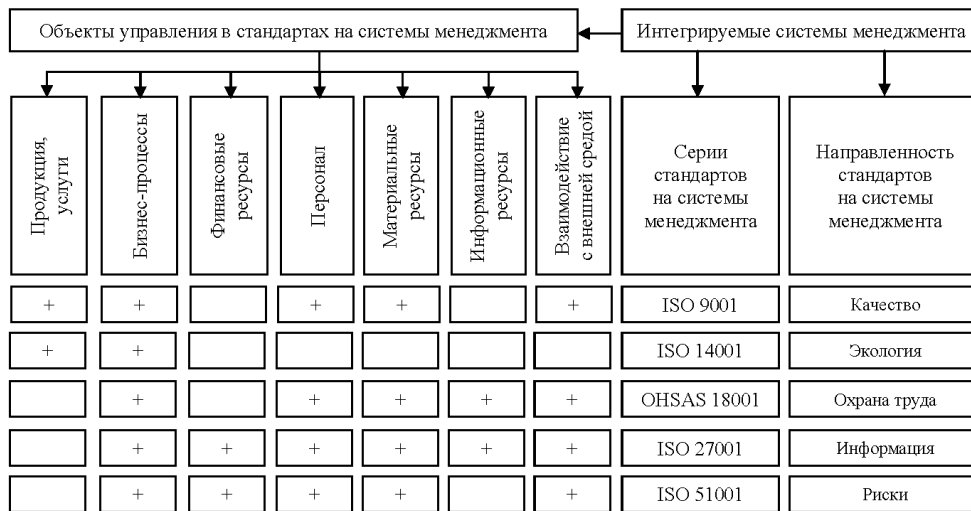 Объекты управления в стандартах на системы менеджмента
Интегрируемые системы менеджмента
Продукция,
услуги
Бизнес-процессы
Финансовые
ресурсы
Персонал
Материальные
ресурсы
Информационные
ресурсы
Взаимодействие
с внешней средой
Серии
стандартов
на системы
менеджмента
Направленность
стандартов
на системы
менеджмента
+ + + + + ISO 9001 Качество
+ + ISO 14001 Экология
+ + + + + OHSAS 18001 Охрана труда
+ + + + + + ISO 27001 Информация
+ + + + + ISO 51001 Риски